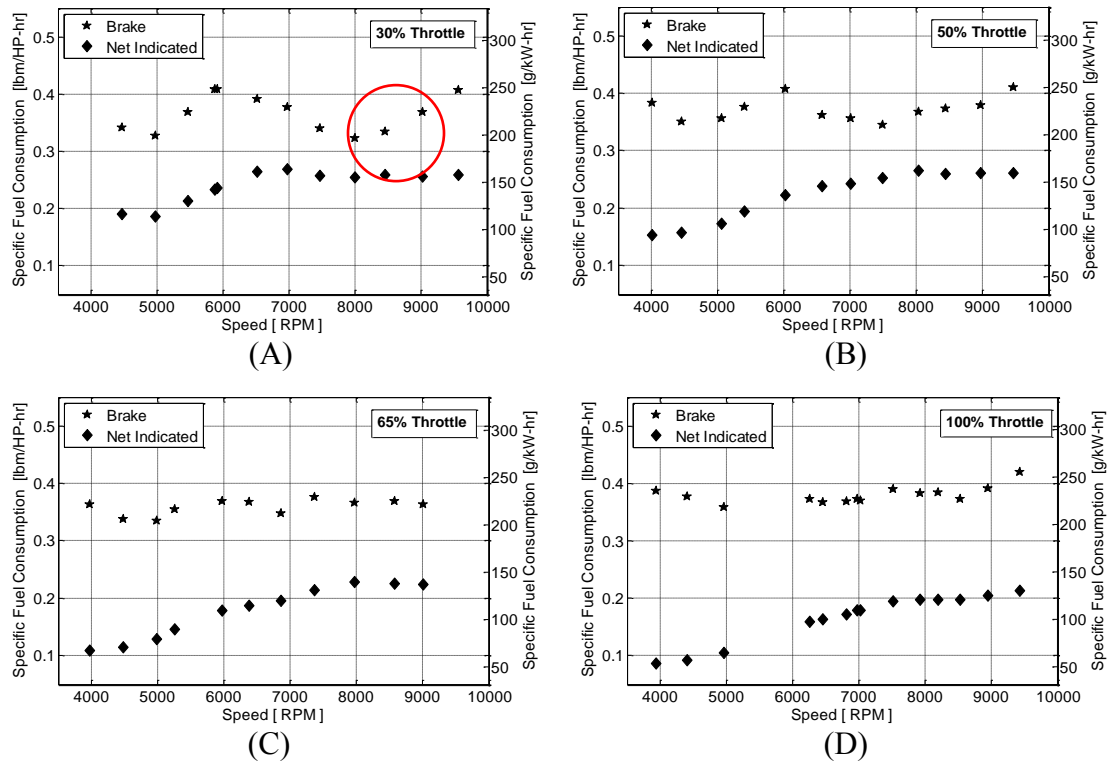 Specific Fuel Consumption [lbm/HP-hr]
0.5
0.4
0.3
0.2
0.1
Brake
Net Indicated
30% Throttle
300
250
200
150
100
50
Specific Fuel Consumption [g/kW-hr]
4000 5000 6000 7000 8000 9000 10000
Speed [ RPM ]
(A)
Specific Fuel Consumption [lbm/HP-hr]
0.5
0.4
0.3
0.2
0.1
Brake
Net Indicated
50% Throttle
300
250
200
150
100
50
Specific Fuel Consumption [g/kW-hr]
4000 5000 6000 7000 8000 9000 10000
Speed [ RPM ]
(B)
Specific Fuel Consumption [lbm/HP-hr]
0.5
0.4
0.3
0.2
0.1
Brake
Net Indicated
65% Throttle
300
250
200
150
100
50
Specific Fuel Consumption [g/kW-hr]
4000 5000 6000 7000 8000 9000 10000
Speed [ RPM ]
(C)
Specific Fuel Consumption [lbm/HP-hr]
0.5
0.4
0.3
0.2
0.1
Brake
Net Indicated
100% Throttle
300
250
200
150
100
50
Specific Fuel Consumption [g/kW-hr]
4000 5000 6000 7000 8000 9000 10000
Speed [ RPM ]
(D)